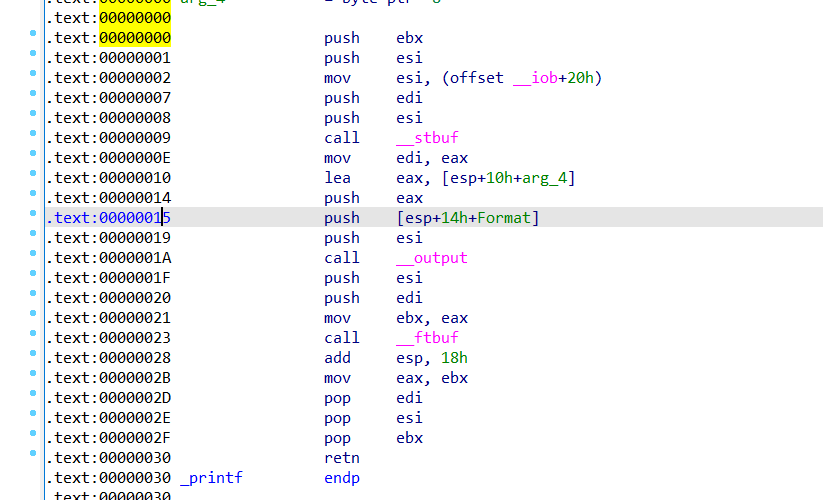 .text:00000000 arg_4 = byte ptr 8
.text:00000000
.text:00000000 push ebx
.text:00000001 push esi
.text:00000002 mov esi, (offset __iob+20h)
.text:00000007 push edi
.text:00000008 push esi
.text:00000009 call __stbuf
.text:0000000E mov edi, eax
.text:00000010 lea eax, [esp+10h+arg_4]
.text:00000014 push eax
.text:00000015 push [esp+14h+Format]
.text:00000019 push esi
.text:0000001A call __output
.text:0000001F push esi
.text:00000020 push edi
.text:00000021 mov ebx, eax
.text:00000023 call __ftbuf
.text:00000028 add esp, 18h
.text:0000002B mov eax, ebx
.text:0000002D pop edi
.text:0000002E pop esi
.text:0000002F pop ebx
.text:00000030 retn
.text:00000030 _printf endp
.text:00000030